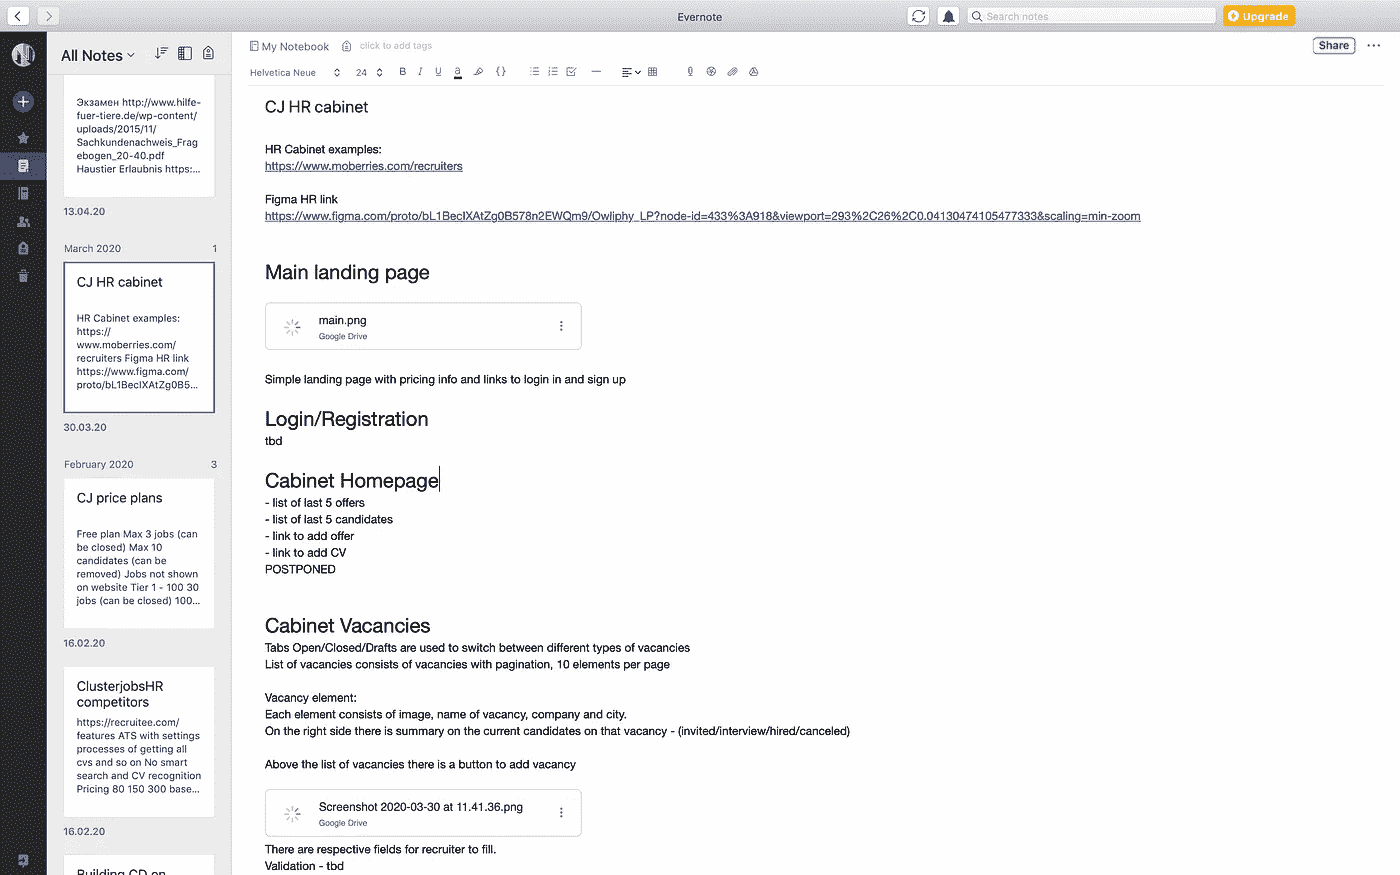 Evernote
Search notes
Upgrade
All Notes
Экзамен http://www.hilfe-
fuer-tiere.de/wp-content/
uploads/2015/11/
Sachkundenachweis_Frag
ebogen_20-40.pdf
Haustier Erlaubnis https:...
13.04.20
March 2020 1
CJ HR cabinet
HR Cabinet examples:
https://
www.moberries.com/
recruiters Figma HR link
https://www.figma.com/
proto/bL1BecIXAtZg0B5...
30.03.20
February 2020 3
CJ price plans
Free plan Max 3 jobs (can
be closed) Max 10
candidates (can be
removed) Jobs not shown
on website Tier 1 - 100 30
jobs (can be closed) 100...
16.02.20
ClusterjobsHR
competitors
https://recruitee.com/
features ATS with settings
processes of getting all
cvs and so on No smart
search and CV recognition
Pricing 80 150 300 base...
16.02.20
Building CD on
My Notebook
click to add tags
Share
Helvetica Neue 24 B I U a {}
CJ HR cabinet
HR Cabinet examples:
https://www.moberries.com/recruiters
Figma HR link
https://www.figma.com/proto/bL1BecIXAtZg0B578n2EWQm9/Owliphy_LP?node-id=433%3A918&viewport=293%2C26%2C0.04130474105477333&scaling=min-zoom
Main landing page
main.png
Google Drive
Simple landing page with pricing info and links to login in and sign up
Login/Registration
tbd
Cabinet Homepage
- list of last 5 offers
- list of last 5 candidates
- link to add offer
- link to add CV
POSTPONED
Cabinet Vacancies
Tabs Open/Closed/Drafts are used to switch between different types of vacancies
List of vacancies consists of vacancies with pagination, 10 elements per page
Vacancy element:
Each element consists of image, name of vacancy, company and city.
On the right side there is summary on the current candidates on that vacancy - (invited/interview/hired/canceled)
Above the list of vacancies there is a button to add vacancy
Screenshot 2020-03-30 at 11.41.36.png
Google Drive
There are respective fields for recruiter to fill.
Validation - tbd